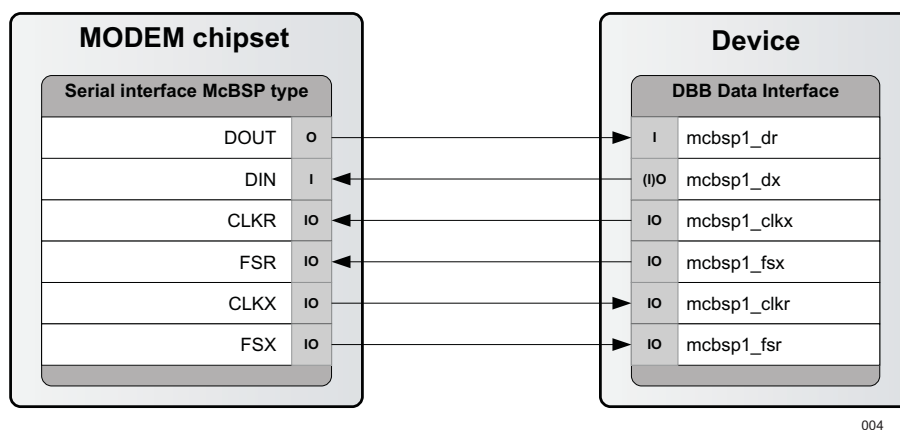 MODEM chipset
Device
Serial interface McBSP type
DBB Data Interface
DOUT O I mcbsp1_dr
DIN I (I)O mcbsp1_dx
CLKR IO IO mcbsp1_clkx
FSR IO IO mcbsp1_fsx
CLKX IO IO mcbsp1_clkr
FSX IO IO mcbsp1_fsr
004